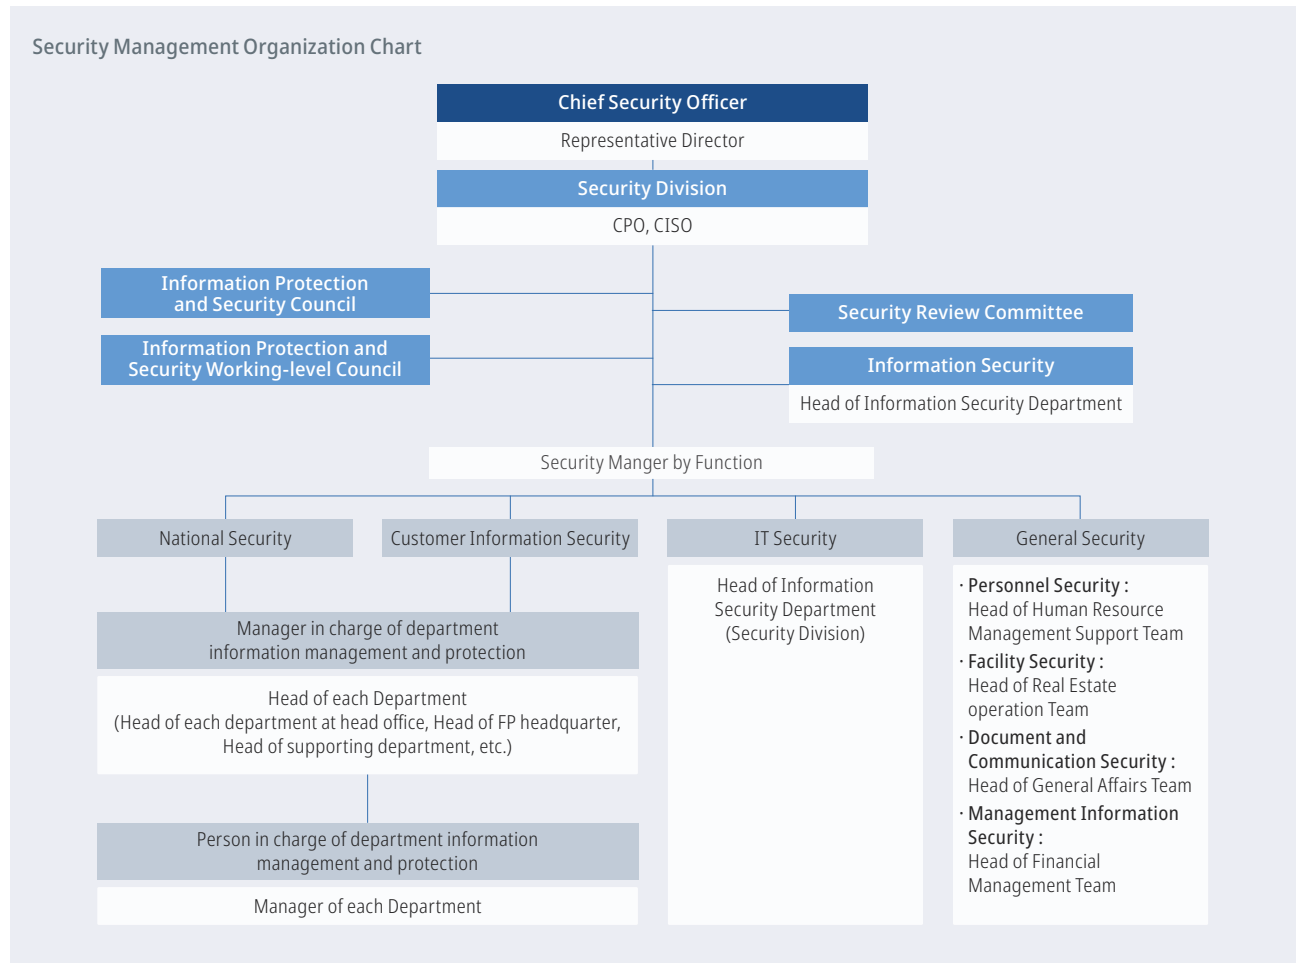 Security Management Organization Chart
Chief Security Officer
Representative Director
Security Division
CPO, CISO
Information Protection
and Security Council
Security Review Committee
Information Protection and
Security Working-level Council
Information Security
Head of Information Security Department
Security Manger by Function
National Security
Customer Information Security
IT Security
General Security
Manager in charge of department
information management and protection
Head of each Department
(Head of each department at head office, Head of FP headquarter,
Head of supporting department, etc.)
Person in charge of department information
management and protection
Manager of each Department
Head of Information
Security Department
(Security Division)
· Personnel Security :
Head of Human Resource
Management Support Team
· Facility Security :
Head of Real Estate
operation Team
· Document and
Communication Security :
Head of General Affairs Team
· Management Information
Security :
Head of Financial
Management Team